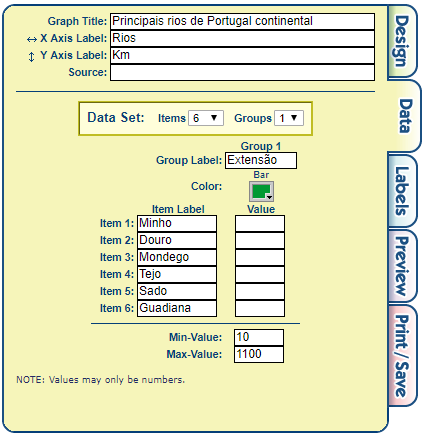 Graph Title: Principais rios de Portugal continental
↔ X Axis Label: Rios
↕ Y Axis Label: Km
Source:
Data Set: Items 6 Groups 1
Group 1
Group Label: Extensão
Bar
Color:
Item Label Value
Item 1: Minho
Item 2: Douro
Item 3: Mondego
Item 4: Tejo
Item 5: Sado
Item 6: Guadiana
Min-Value: 10
Max-Value: 1100
NOTE: Values may only be numbers.
Design
Data
Labels
Preview
Print / Save